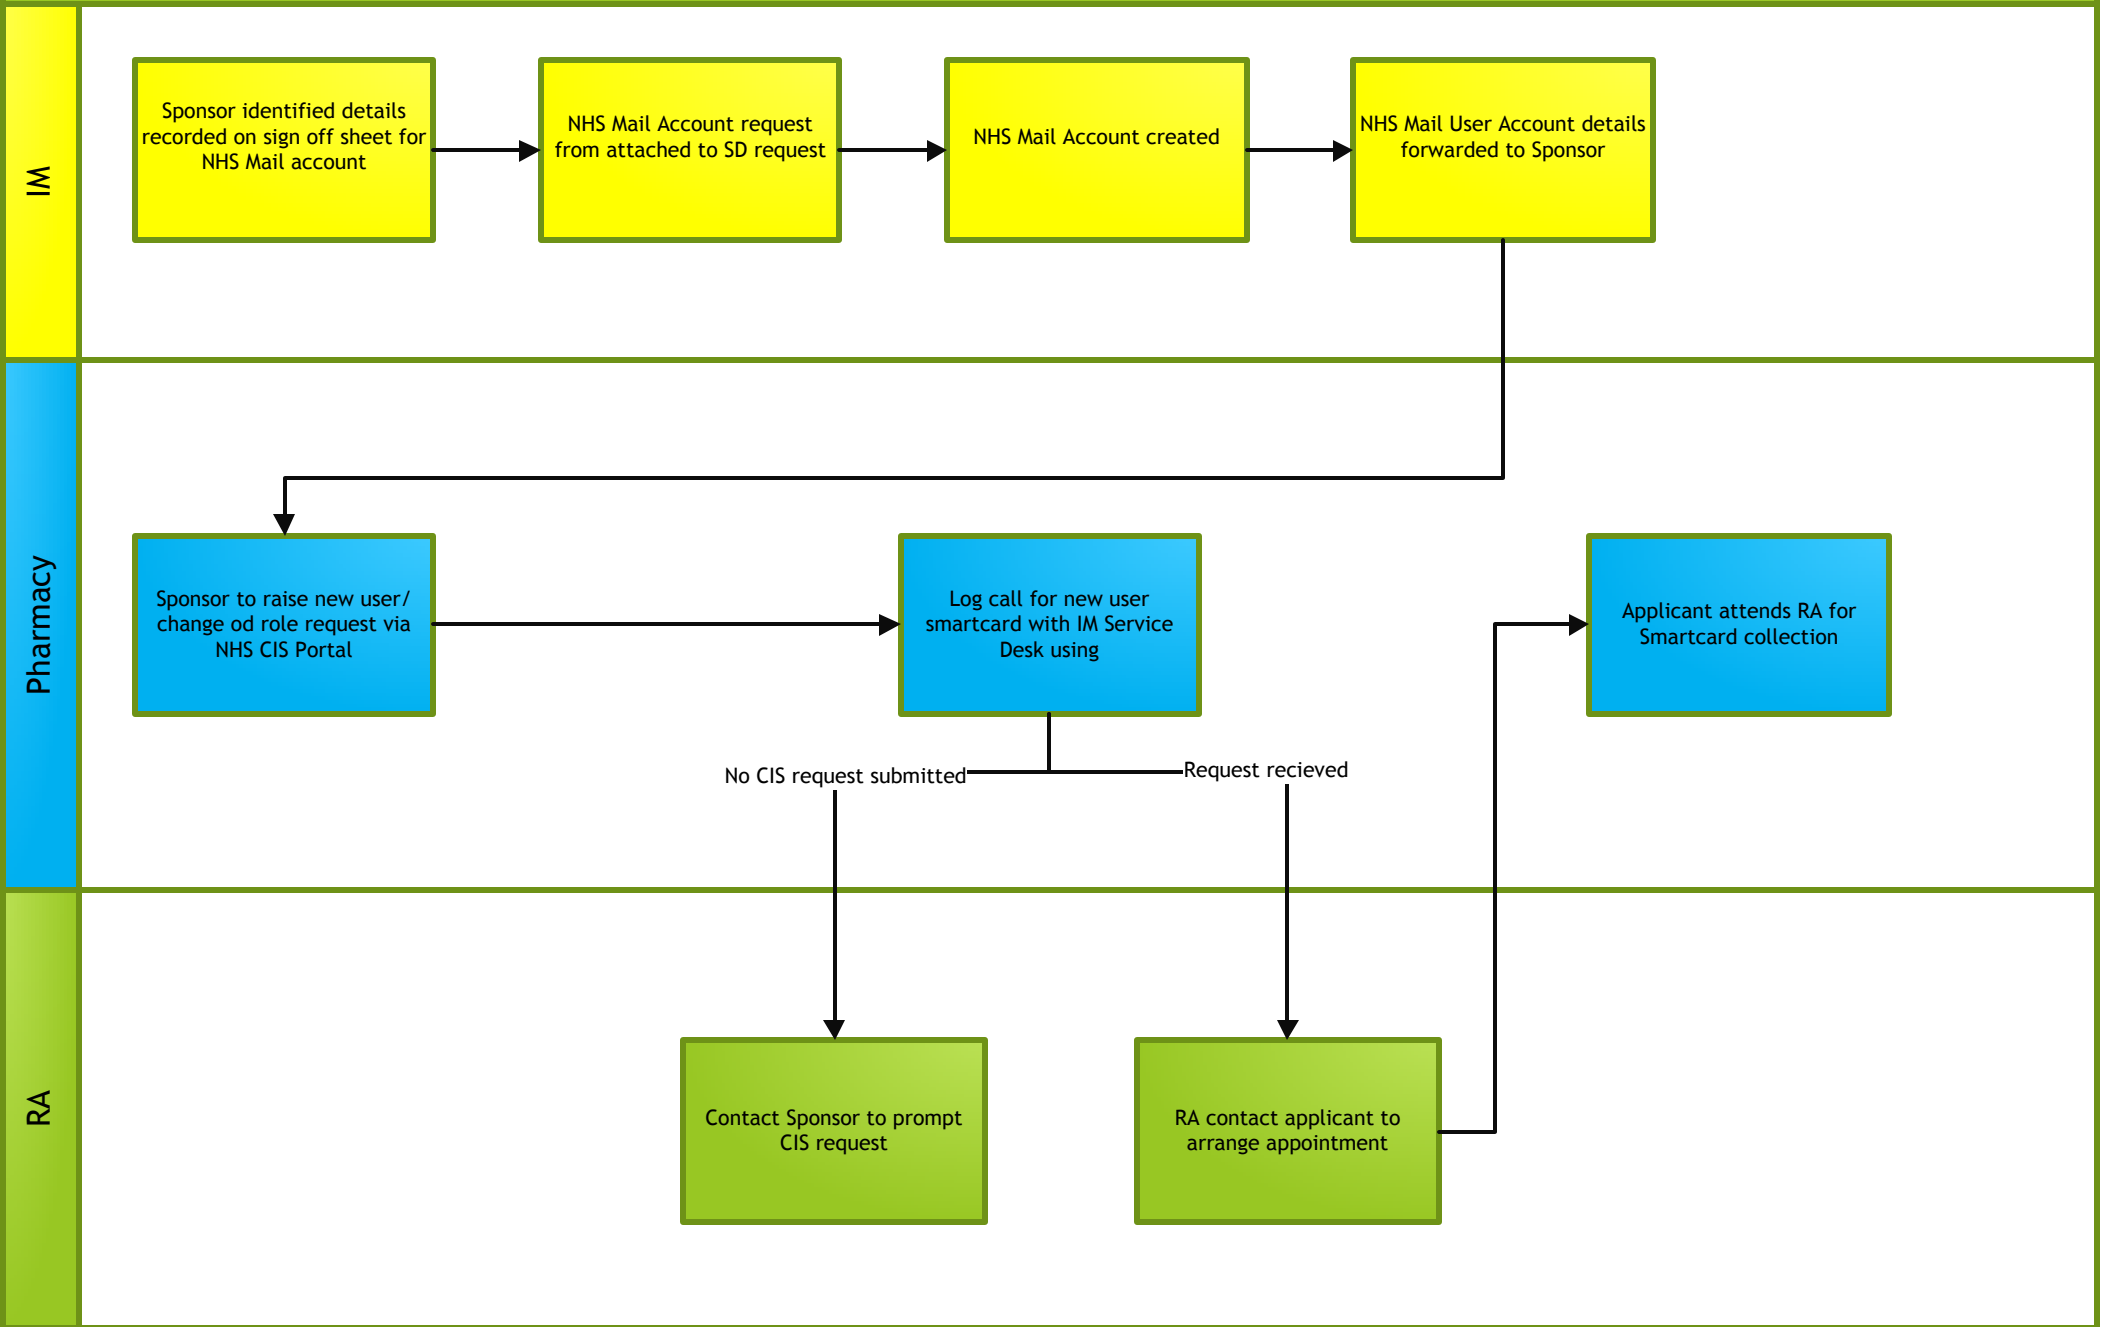 IM
Sponsor identified details
recorded on sign off sheet for
NHS Mail account
NHS Mail Account request
from attached to SD request
NHS Mail Account created
NHS Mail User Account details
forwarded to Sponsor
Pharmacy
Sponsor to raise new user/
change od role request via
NHS CIS Portal
Log call for new user
smartcard with IM Service
Desk using
Applicant attends RA for
Smartcard collection
No CIS request submitted
Request recieved
RA
Contact Sponsor to prompt
CIS request
RA contact applicant to
arrange appointment